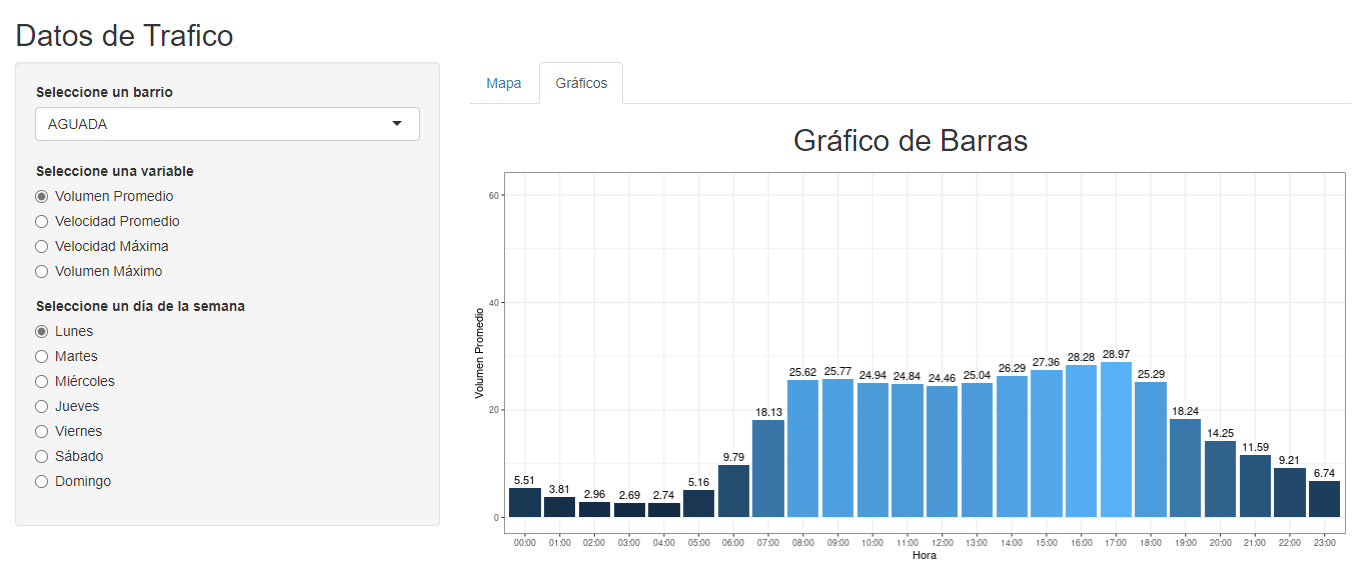 Datos de Trafico
Seleccione un barrio
AGUADA
Seleccione una variable
Volumen Promedio
Velocidad Promedio
Velocidad Máxima
Volumen Máximo
Seleccione un día de la semana
Lunes
Martes
Miércoles
Jueves
Viernes
Sábado
Domingo
Mapa Gráficos
Gráfico de Barras
Volumen Promedio
60
40
20
0
5.51 3.81 2.96 2.69 2.74 5.16 9.79 18.13 25.62 25.77 24.94 24.84 24.46 25.04 26.29 27.36 28.28 28.97 25.29 18.24 14.25 11.59 9.21 6.74
00:00 01:00 02:00 03:00 04:00 05:00 06:00 07:00 08:00 09:00 10:00 11:00 12:00 13:00 14:00 15:00 16:00 17:00 18:00 19:00 20:00 21:00 22:00 23:00
Hora